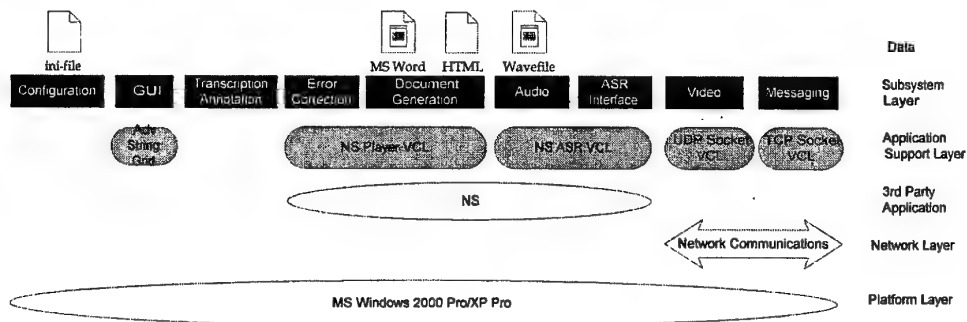 Data
ini-file
MS Word HTML Wavefile
Configuration
GUI
Transcription
Annotation
Error
Correction
Document
Generation
Audio
ASR
Interface
Video
Messaging
Subsystem
Layer
Adv
String
Grid
NS Player VCL
NS ASR VCL
UDP Socket
VCL
TCP Socket
VCL
Application
Support Layer
NS
3rd Party
Application
Network Communications
Network Layer
MS Windows 2000 Pro/XP Pro
Platform Layer